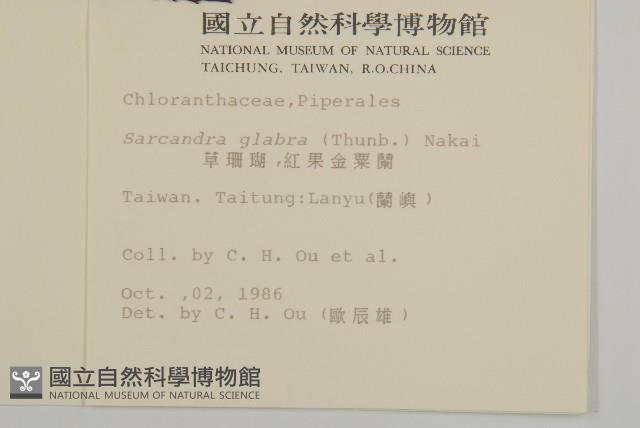 國立自然科學博物館
NATIONAL MUSEUM OF NATURAL SCIENCE
TAICHUNG, TAIWAN, R.O.CHINA
Chloranthaceae,Piperales
Sarcandra glabra (Thunb.) Nakai
草珊瑚,紅果金粟蘭
Taiwan. Taitung:Lanyu(蘭嶼)
Coll. by C. H. Ou et al.
Oct. ,02, 1986
Det. by C. H. Ou (歐辰雄)
國立自然科學博物館
NATIONAL MUSEUM OF NATURAL SCIENCE